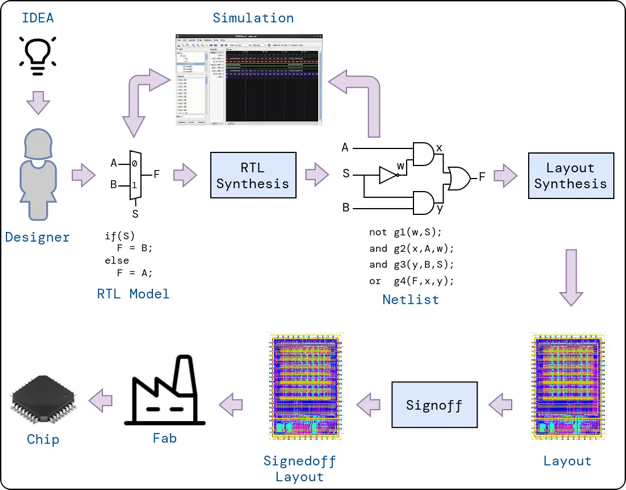 IDEA
Simulation
Designer
A
0
B
1
F
S
if(S)
F = B;
else
F = A;
RTL Model
RTL
Synthesis
A
S
B
w
x
y
F
not g1(w,S);
and g2(x,A,w);
and g3(y,B,S);
or g4(F,x,y);
Netlist
Layout
Synthesis
Chip
Fab
Signedoff
Layout
Signoff
Layout